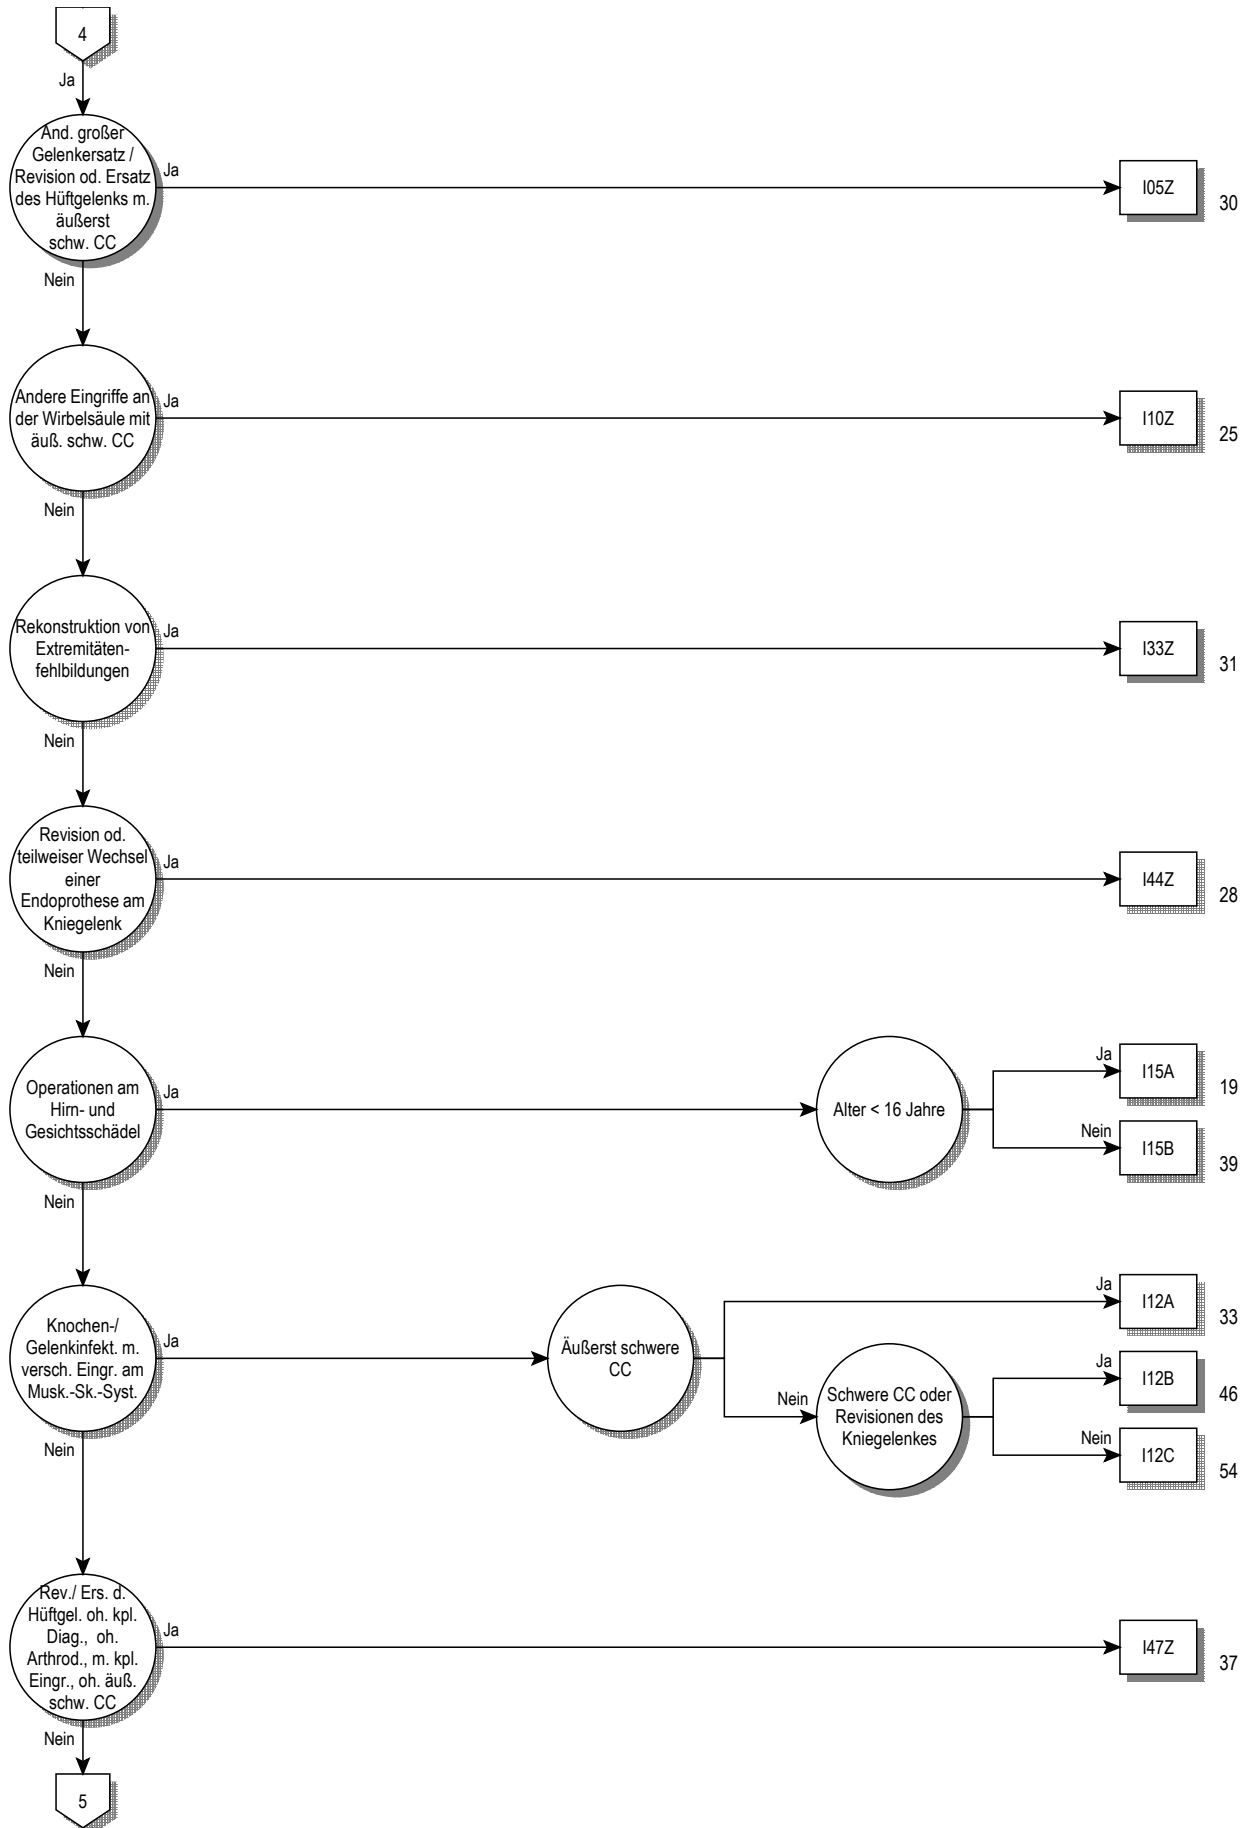 4
Ja
And. großer
Gelenkersatz /
Revision od. Ersatz
des Hüftgelenks m.
äußerst
schw. CC
Ja
I05Z
30
Nein
Andere Eingriffe an
der Wirbelsäule mit
äuß. schw. CC
Ja
I10Z
25
Nein
Rekonstruktion von
Extremitäten-
fehlbildungen
Ja
I33Z
31
Nein
Revision od.
teilweiser Wechsel
einer
Endoprothese am
Kniegelenk
Ja
I44Z
28
Nein
Operationen am
Hirn- und
Gesichtsschädel
Ja
Alter < 16 Jahre
Ja
I15A
19
Nein
I15B
39
Nein
Knochen-/
Gelenkinfekt. m.
versch. Eingr. am
Musk.-Sk.-Syst.
Ja
Äußerst schwere
CC
Ja
I12A
33
Nein
Schwere CC oder
Revisionen des
Kniegelenkes
Ja
I12B
46
Nein
I12C
54
Nein
Rev./ Ers. d.
Hüftgel. oh. kpl.
Diag., oh.
Arthrod., m. kpl.
Eingr., oh. äuß.
schw. CC
Ja
I47Z
37
Nein
5